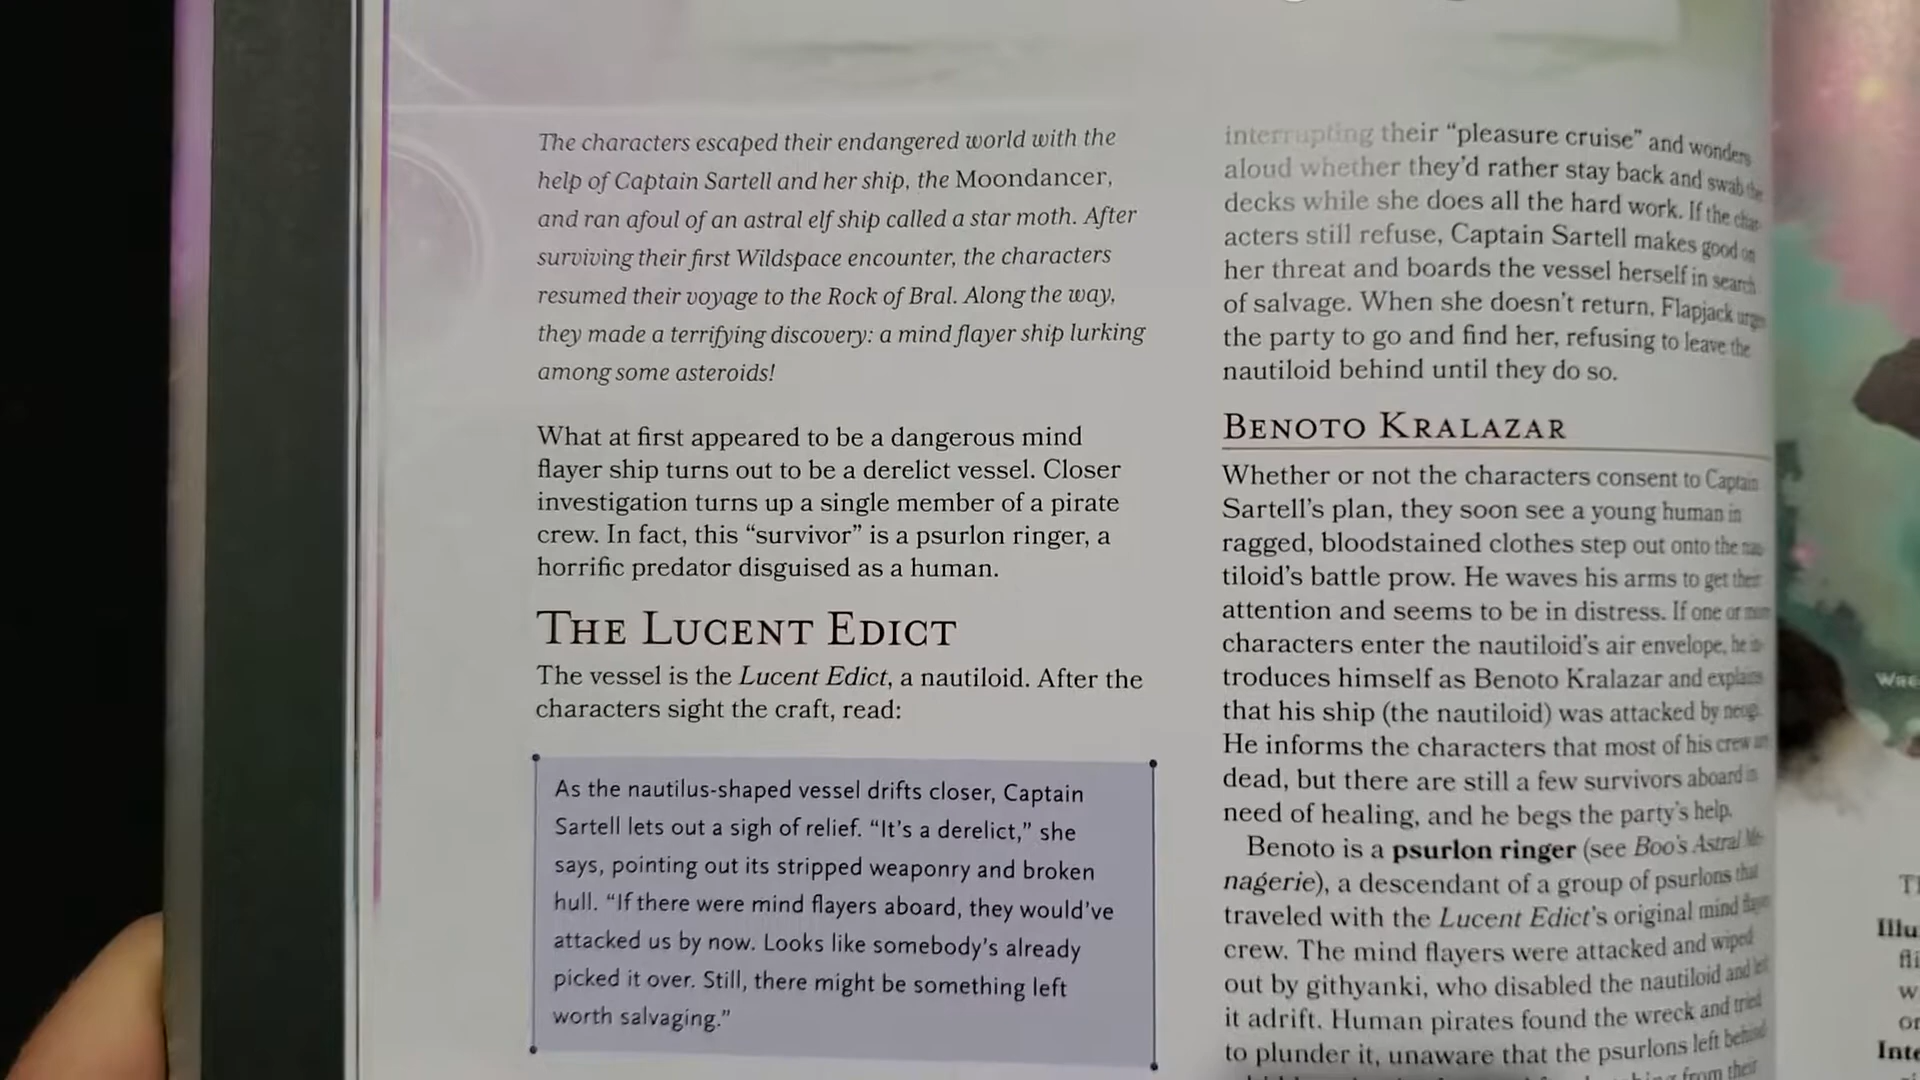 The characters escaped their endangered world with the
help of Captain Sartell and her ship, the Moondancer,
and ran afoul of an astral elf ship called a star moth. After
surviving their first Wildspace encounter, the characters
resumed their voyage to the Rock of Bral. Along the way,
they made a terrifying discovery: a mind flayer ship lurking
among some asteroids!
What at first appeared to be a dangerous mind
flayer ship turns out to be a derelict vessel. Closer
investigation turns up a single member of a pirate
crew. In fact, this “survivor” is a psurlon ringer, a
horrific predator disguised as a human.
THE LUCENT EDICT
The vessel is the Lucent Edict, a nautiloid. After the
characters sight the craft, read:
As the nautilus-shaped vessel drifts closer, Captain
Sartell lets out a sigh of relief. “It’s a derelict,” she
says, pointing out its stripped weaponry and broken
hull. “If there were mind flayers aboard, they would’ve
attacked us by now. Looks like somebody’s already
picked it over. Still, there might be something left
worth salvaging.”
interrupting their “pleasure cruise” and wonders
aloud whether they’d rather stay back and swab the
decks while she does all the hard work. If the char-
acters still refuse, Captain Sartell makes good on
her threat and boards the vessel herself in search
of salvage. When she doesn’t return, Flapjack urges
the party to go and find her, refusing to leave the
nautiloid behind until they do so.
BENOTO KRALAZAR
Whether or not the characters consent to Captain
Sartell’s plan, they soon see a young human in
ragged, bloodstained clothes step out onto the nau-
tiloid’s battle prow. He waves his arms to get their
attention and seems to be in distress. If one or more
characters enter the nautiloid’s air envelope, he in-
troduces himself as Benoto Kralazar and explains
that his ship (the nautiloid) was attacked by neogi.
He informs the characters that most of his crew are
dead, but there are still a few survivors aboard in
need of healing, and he begs the party’s help.
Benoto is a psurlon ringer (see Boo’s Astral Me-
nagerie), a descendant of a group of psurlons that
traveled with the Lucent Edict’s original mind flayer
crew. The mind flayers were attacked and wiped
out by githyanki, who disabled the nautiloid and left
it adrift. Human pirates found the wreck and tried
to plunder it, unaware that the psurlons left behind
from their